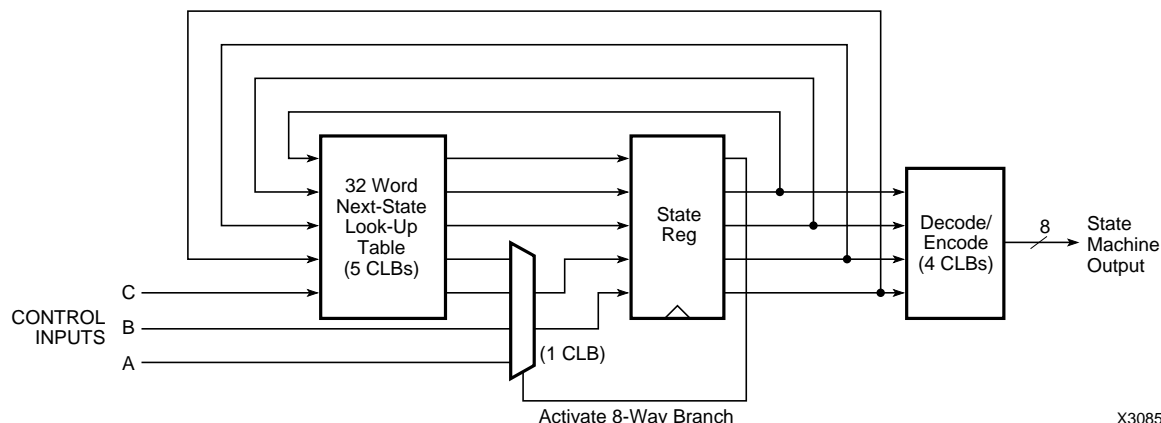 32 Word
Next-State
Look-Up
Table
(5 CLBs)
State
Reg
Decode/
Encode
(4 CLBs)
8
State
Machine
Output
CONTROL
INPUTS
C
B
A
(1 CLB)
Activate 8-Way Branch
X3085